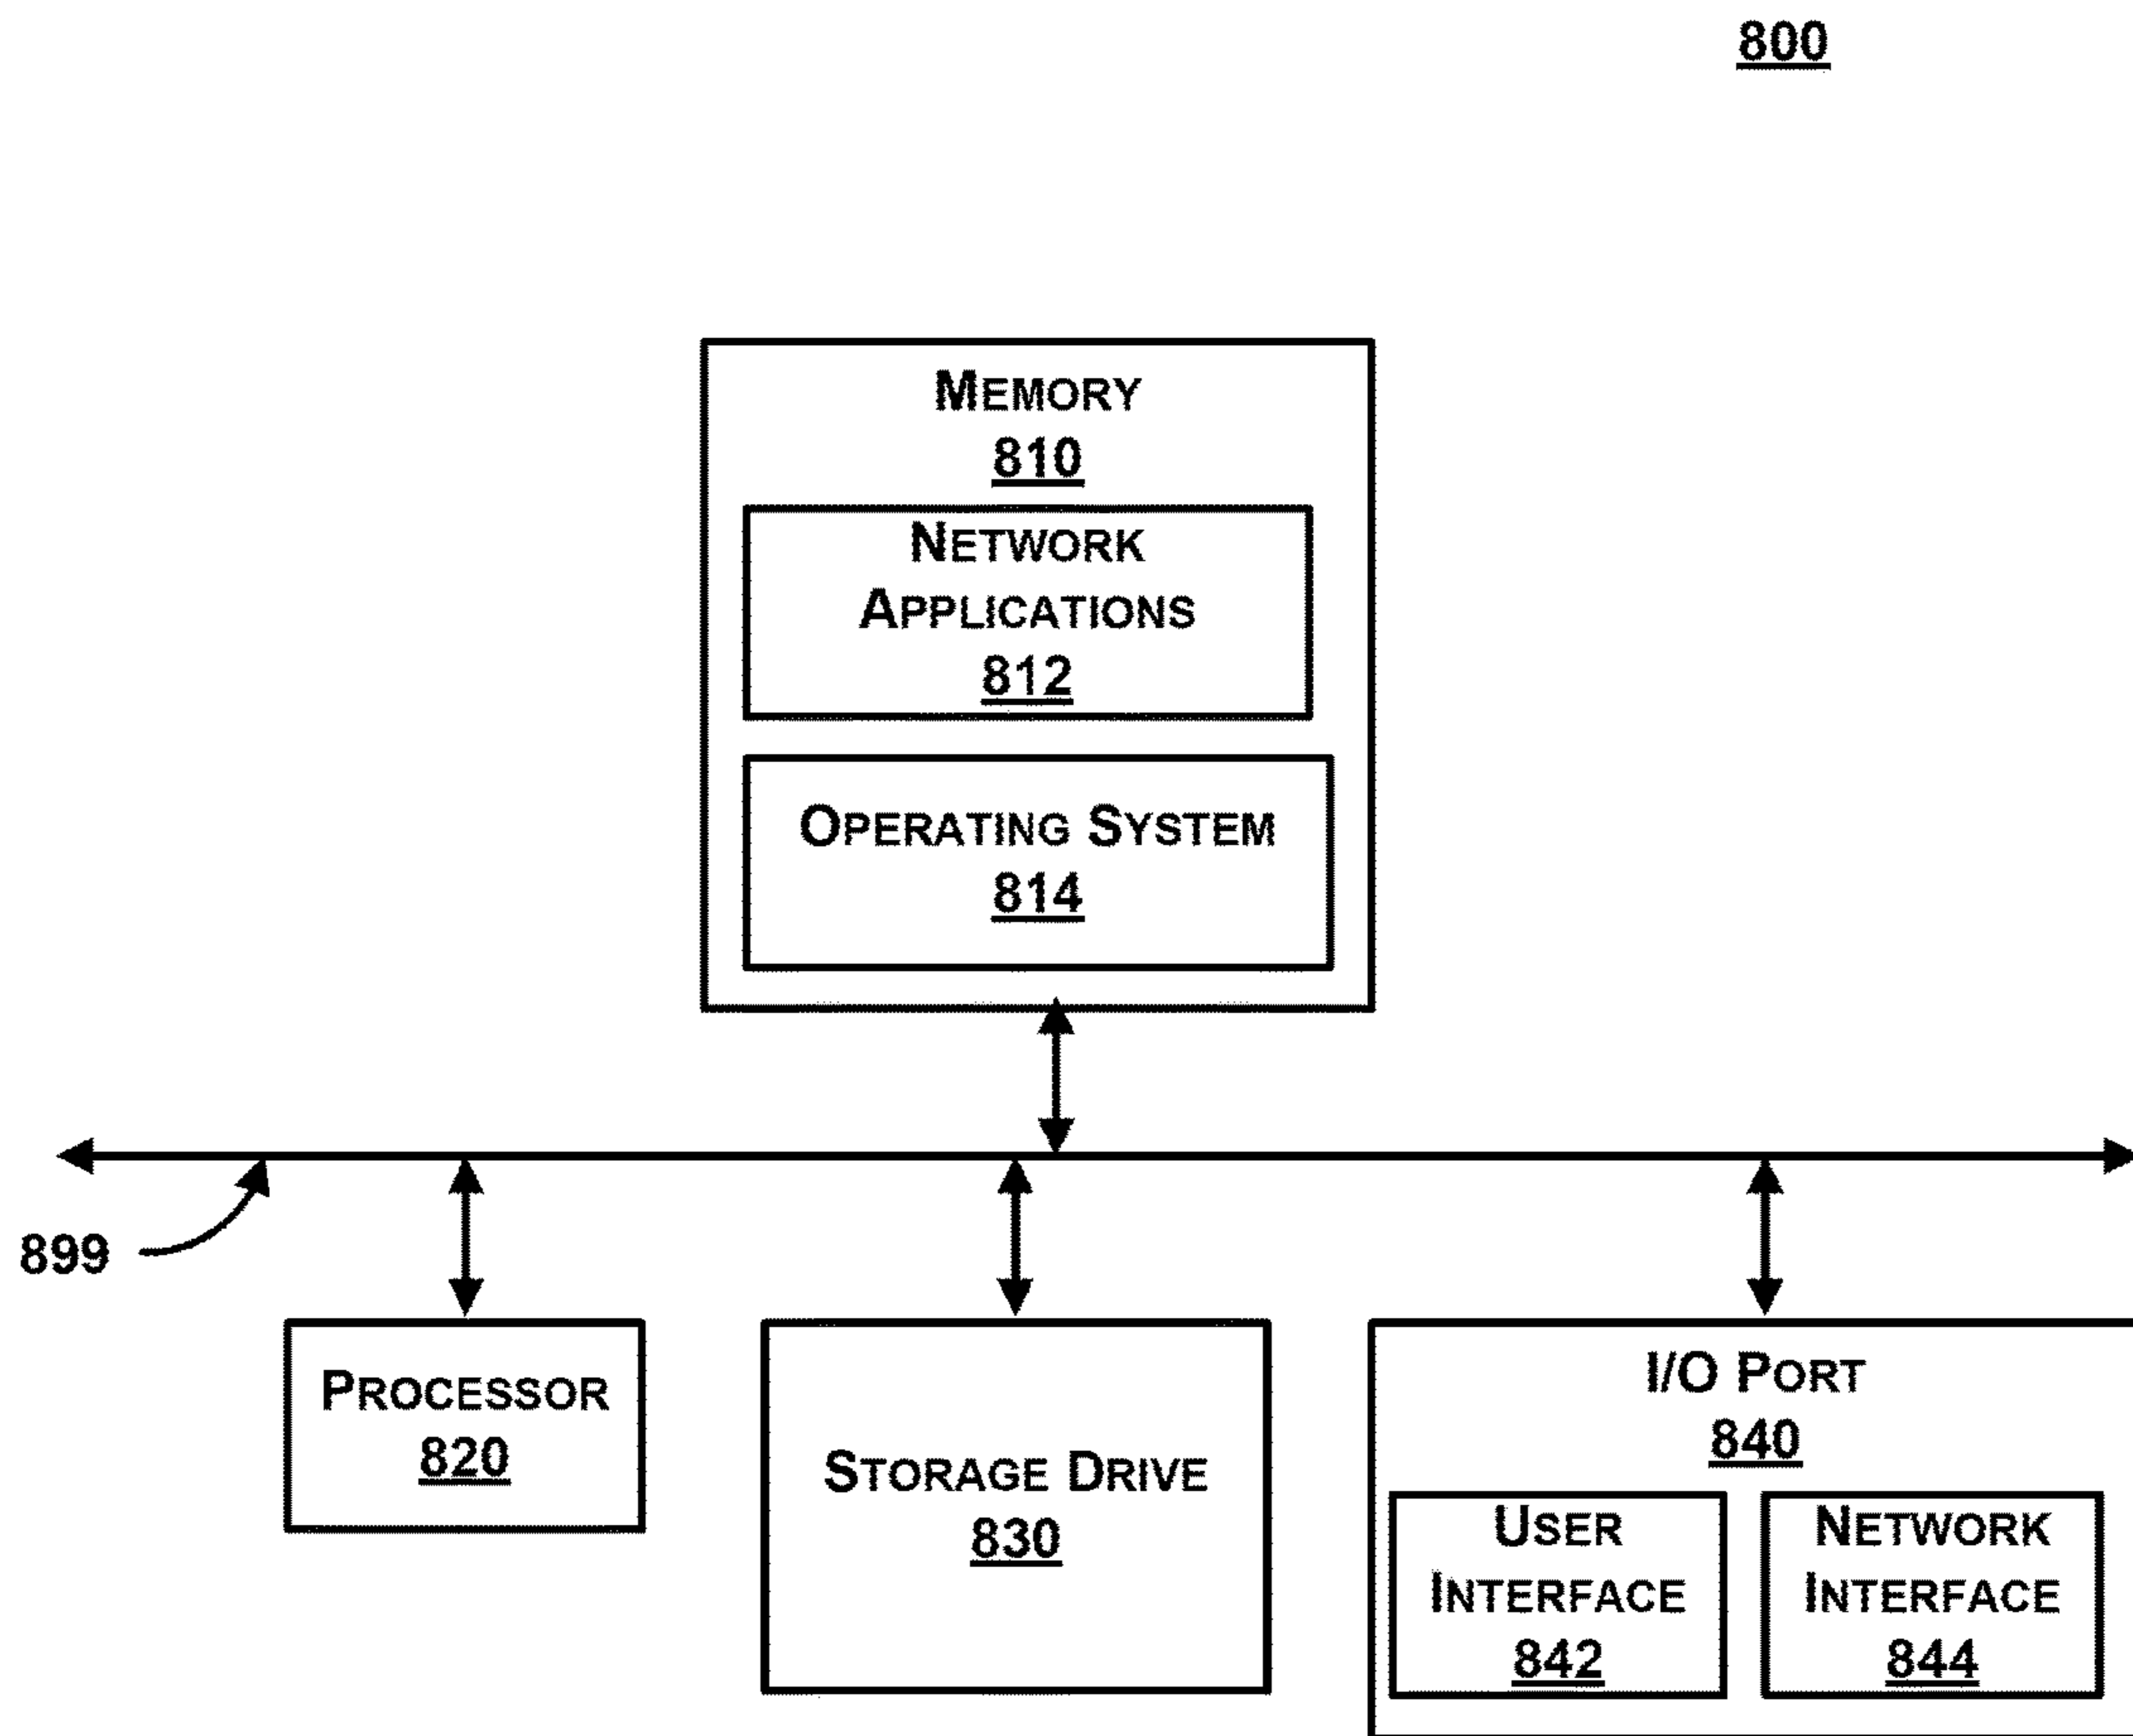 800
MEMORY
810
NETWORK
APPLICATIONS
812
OPERATING SYSTEM
814
899
PROCESSOR
820
STORAGE DRIVE
830
I/O PORT
840
USER
INTERFACE
842
NETWORK
INTERFACE
844